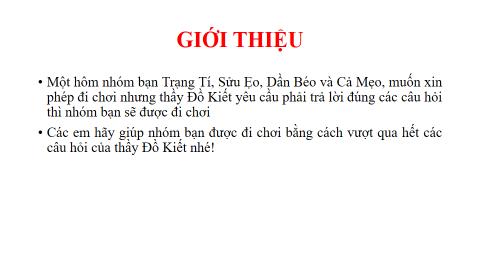 GIỚI THIỆU
• Một hôm nhóm bạn Trạng Tí, Sửu Ẹo, Dần Béo và Cả Mẹo, muốn xin
phép đi chơi nhưng thầy Đồ Kiết yêu cầu phải trả lời đúng các câu hỏi
thì nhóm bạn sẽ được đi chơi
• Các em hãy giúp nhóm bạn được đi chơi bằng cách vượt qua hết các
câu hỏi của thầy Đồ Kiết nhé!